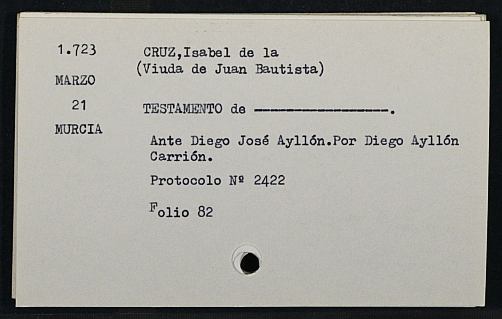 1.723
MARZO
21
MURCIA
CRUZ,Isabel de la
(Viuda de Juan Bautista)
TESTAMENTO de -----------------.
Ante Diego José Ayllón.Por Diego Ayllón
Carrión.
Protocolo Nº 2422
Folio 82